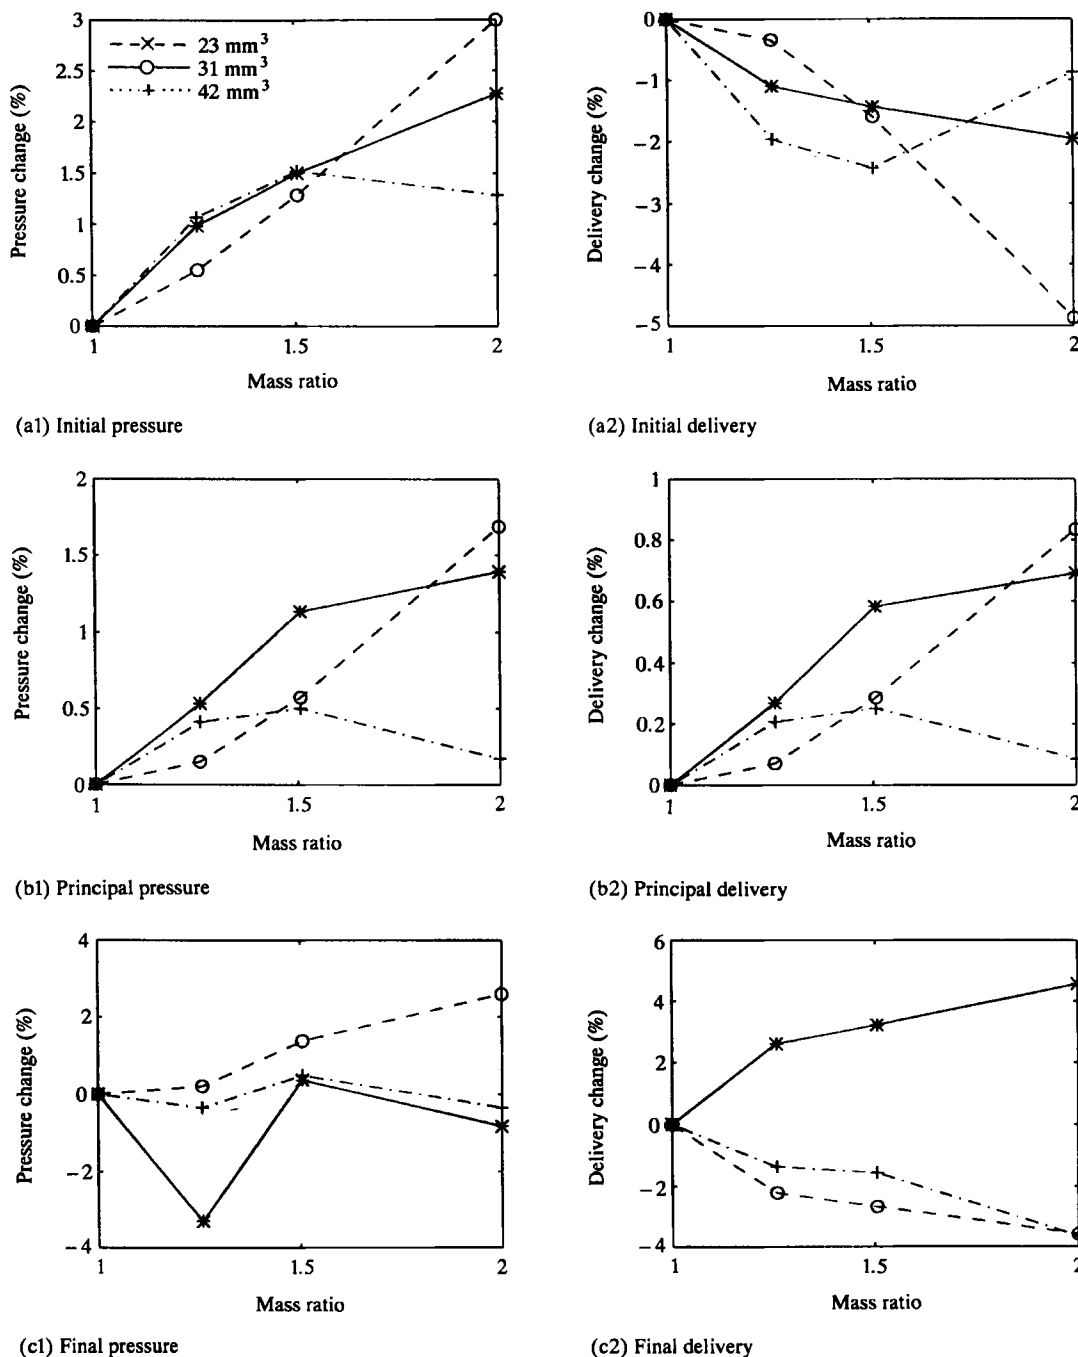 3
2.5
2
1.5
1
0.5
0
Pressure change (%)
23 mm³
31 mm³
42 mm³
1
1.5
2
Mass ratio
(a1) Initial pressure
0
−1
−2
−3
−4
−5
Delivery change (%)
1
1.5
2
Mass ratio
(a2) Initial delivery
2
1.5
1
0.5
0
Pressure change (%)
1
1.5
2
Mass ratio
(b1) Principal pressure
1
0.8
0.6
0.4
0.2
0
Delivery change (%)
1
1.5
2
Mass ratio
(b2) Principal delivery
4
2
0
−2
−4
Pressure change (%)
1
1.5
2
Mass ratio
(c1) Final pressure
6
4
2
0
−2
−4
Delivery change (%)
1
1.5
2
Mass ratio
(c2) Final delivery